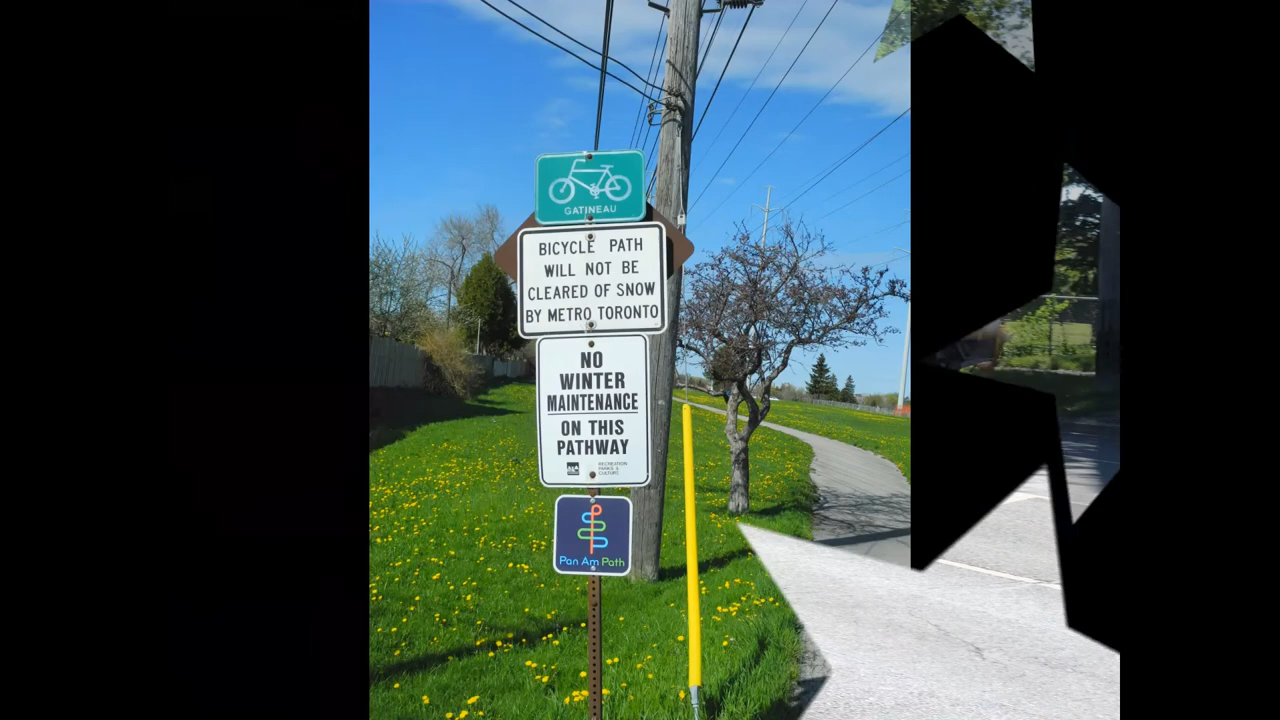 GATINEAU
BICYCLE PATH
WILL NOT BE
CLEARED OF SNOW
BY METRO TORONTO
NO
WINTER
MAINTENANCE
ON THIS
PATHWAY
RECREATION
PARKS &
CULTURE
Pan Am Path